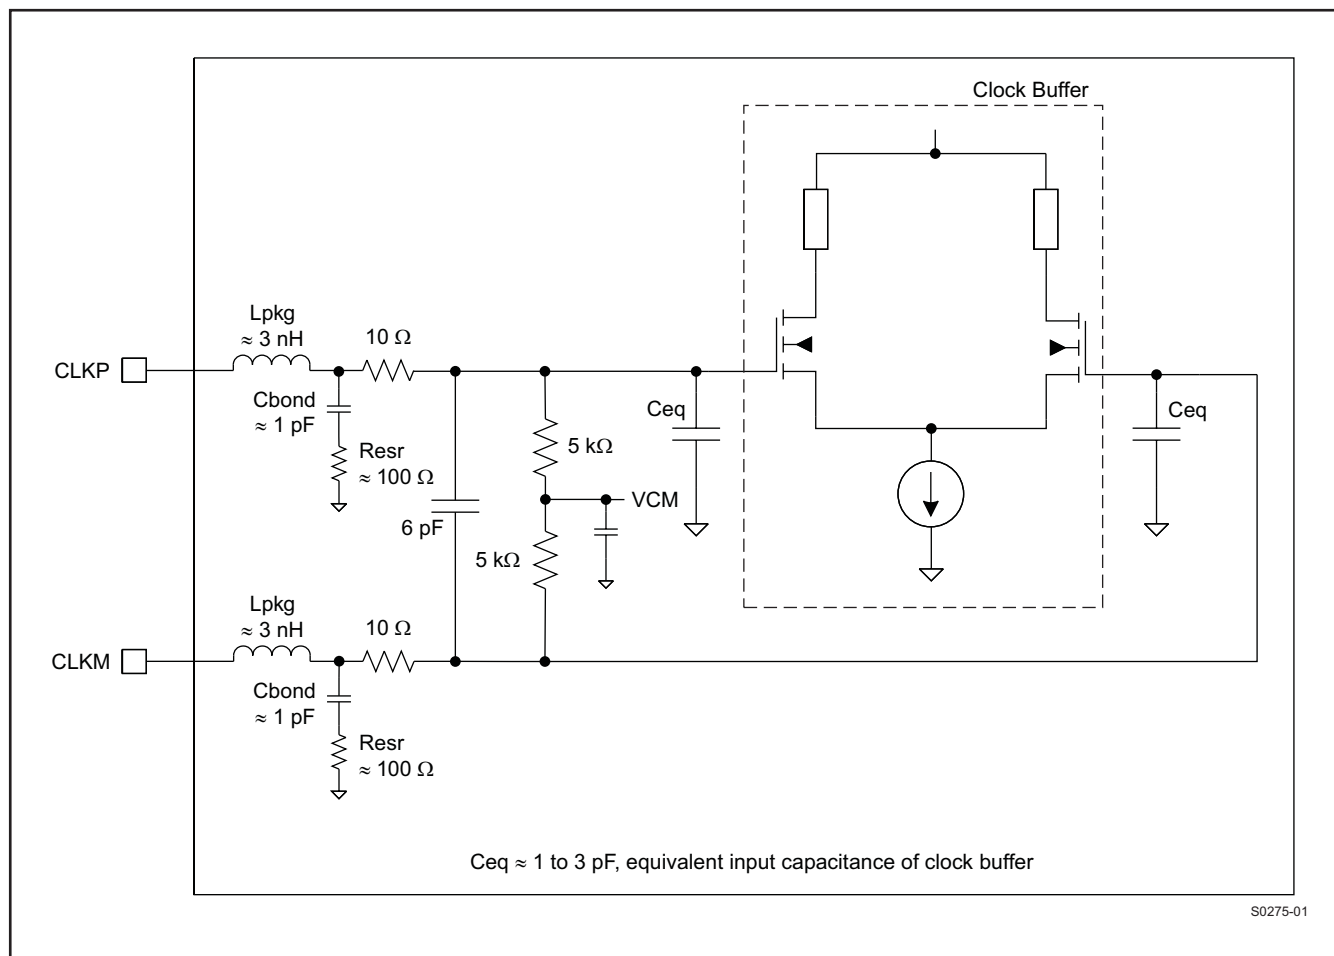 Clock Buffer
Lpkg
≈ 3 nH
10 Ω
CLKP
Cbond
≈ 1 pF
Resr
≈ 100 Ω
6 pF
5 kΩ
VCM
5 kΩ
Ceq
Ceq
Lpkg
≈ 3 nH
10 Ω
CLKM
Cbond
≈ 1 pF
Resr
≈ 100 Ω
Ceq ≈ 1 to 3 pF, equivalent input capacitance of clock buffer
S0275-01